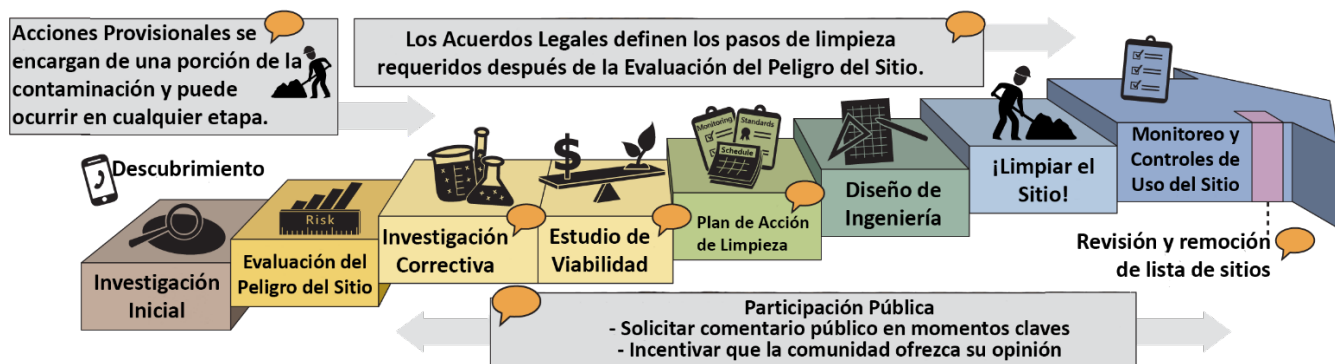 Acciones Provisionales se
encargan de una porción de la
contaminación y puede
ocurrir en cualquier etapa.
Los Acuerdos Legales definen los pasos de limpieza
requeridos después de la Evaluación del Peligro del Sitio.
Descubrimiento
Investigación
Inicial
Risk
Evaluación del
Peligro del Sitio
Investigación
Correctiva
$
Estudio de
Viabilidad
Monitoring
Standards
Schedule
Plan de Acción
de Limpieza
Diseño de
Ingeniería
¡Limpiar el
Sitio!
Monitoreo y
Controles de
Uso del Sitio
Revisión y remoción
de lista de sitios
Participación Pública
- Solicitar comentario público en momentos claves
- Incentivar que la comunidad ofrezca su opinión